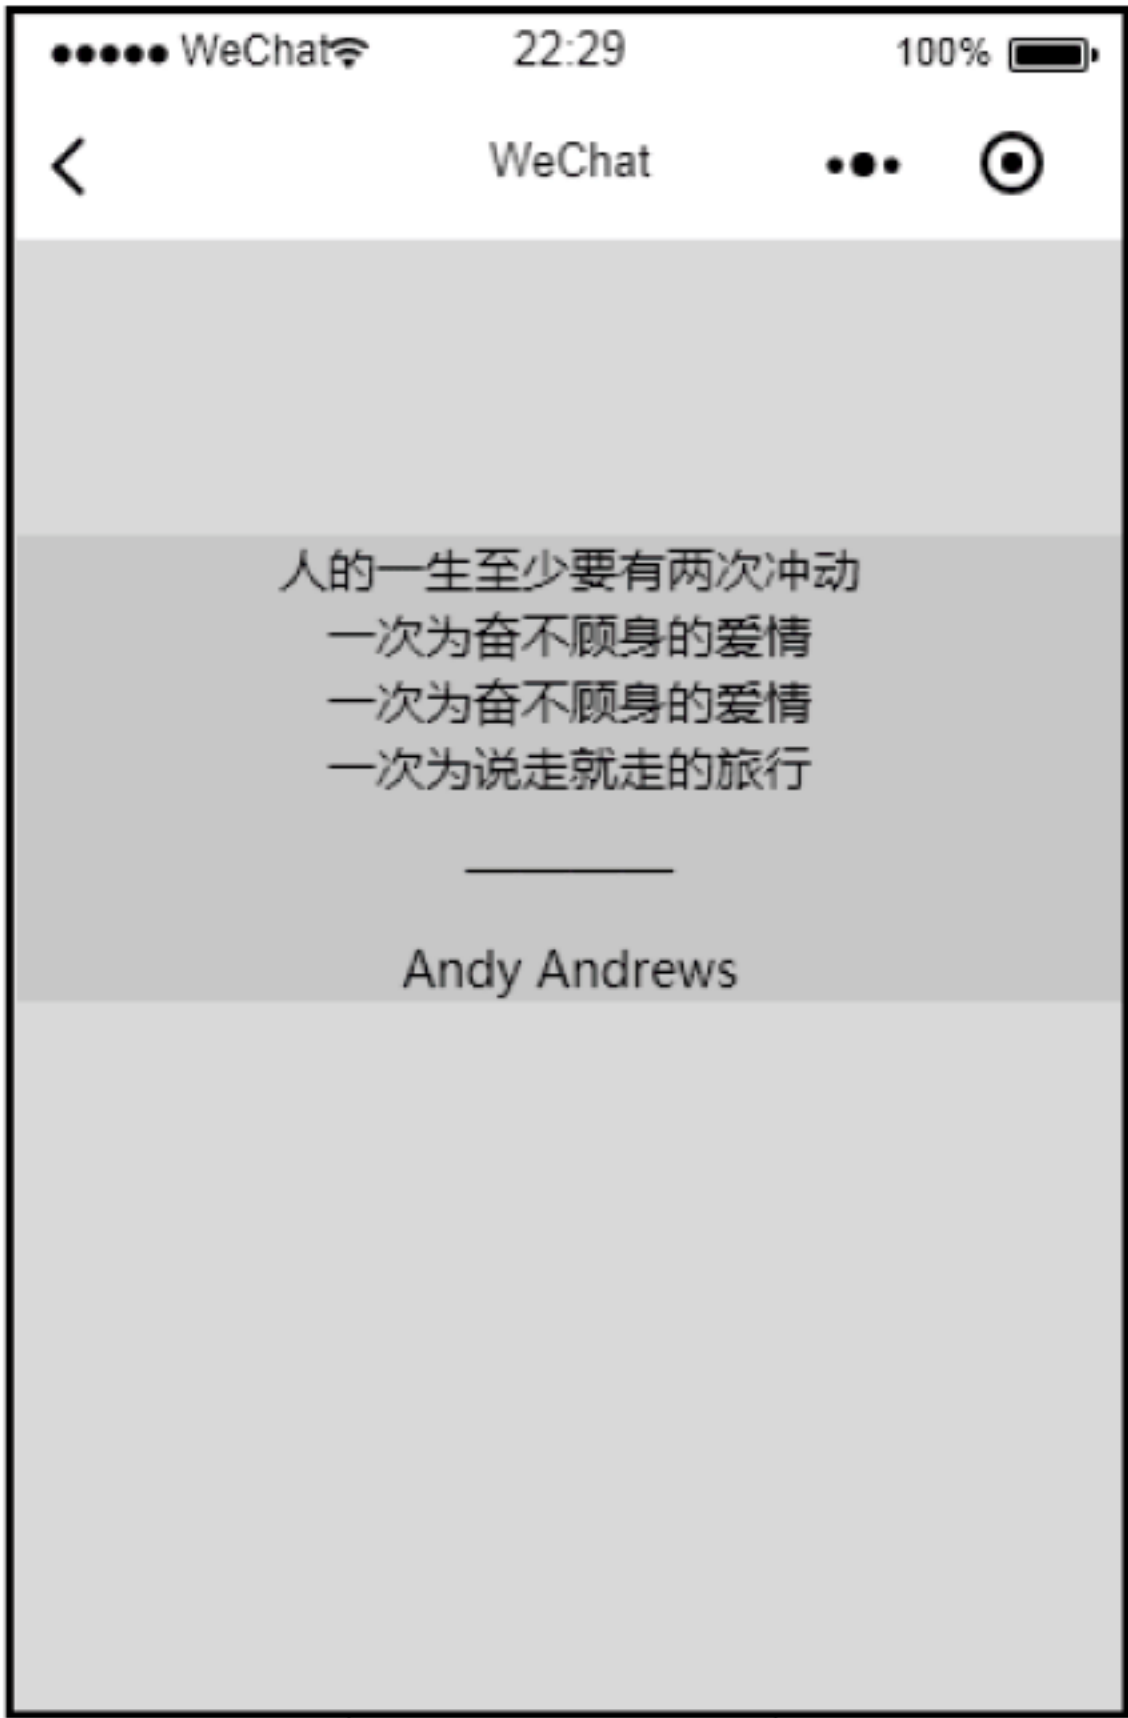 ●●●●● WeChat 22:29 100%
WeChat
人的一生至少要有两次冲动
一次为奋不顾身的爱情
一次为奋不顾身的爱情
一次为说走就走的旅行
Andy Andrews